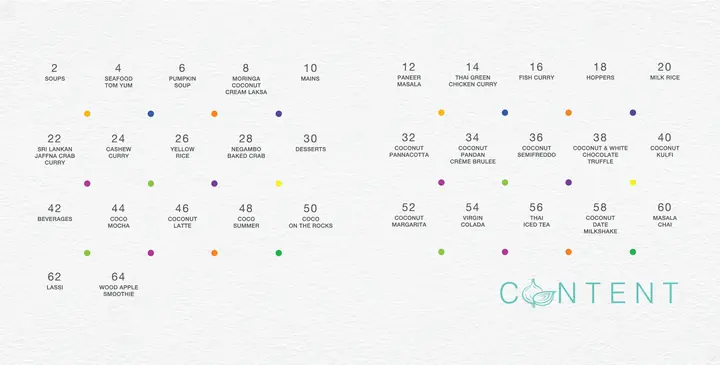 2
SOUPS
4
SEAFOOD
TOM YUM
6
PUMPKIN
SOUP
8
MORINGA
COCONUT
CREAM LAKSA
10
MAINS
12
PANEER
MASALA
14
THAI GREEN
CHICKEN CURRY
16
FISH CURRY
18
HOPPERS
20
MILK RICE
22
SRI LANKAN
JAFFNA CRAB
CURRY
24
CASHEW
CURRY
26
YELLOW
RICE
28
NEGAMBO
BAKED CRAB
30
DESSERTS
32
COCONUT
PANNACOTTA
34
COCONUT
PANDAN
CRÈME BRULEE
36
COCONUT
SEMIFREDDO
38
COCONUT & WHITE
CHOCOLATE
TRUFFLE
40
COCONUT
KULFI
42
BEVERAGES
44
COCO
MOCHA
46
COCONUT
LATTE
48
COCO
SUMMER
50
COCO
ON THE ROCKS
52
COCONUT
MARGARITA
54
VIRGIN
COLADA
56
THAI
ICED TEA
58
COCONUT
DATE
MILKSHAKE
60
MASALA
CHAI
62
LASSI
64
WOOD APPLE
SMOOTHIE
CONTENT